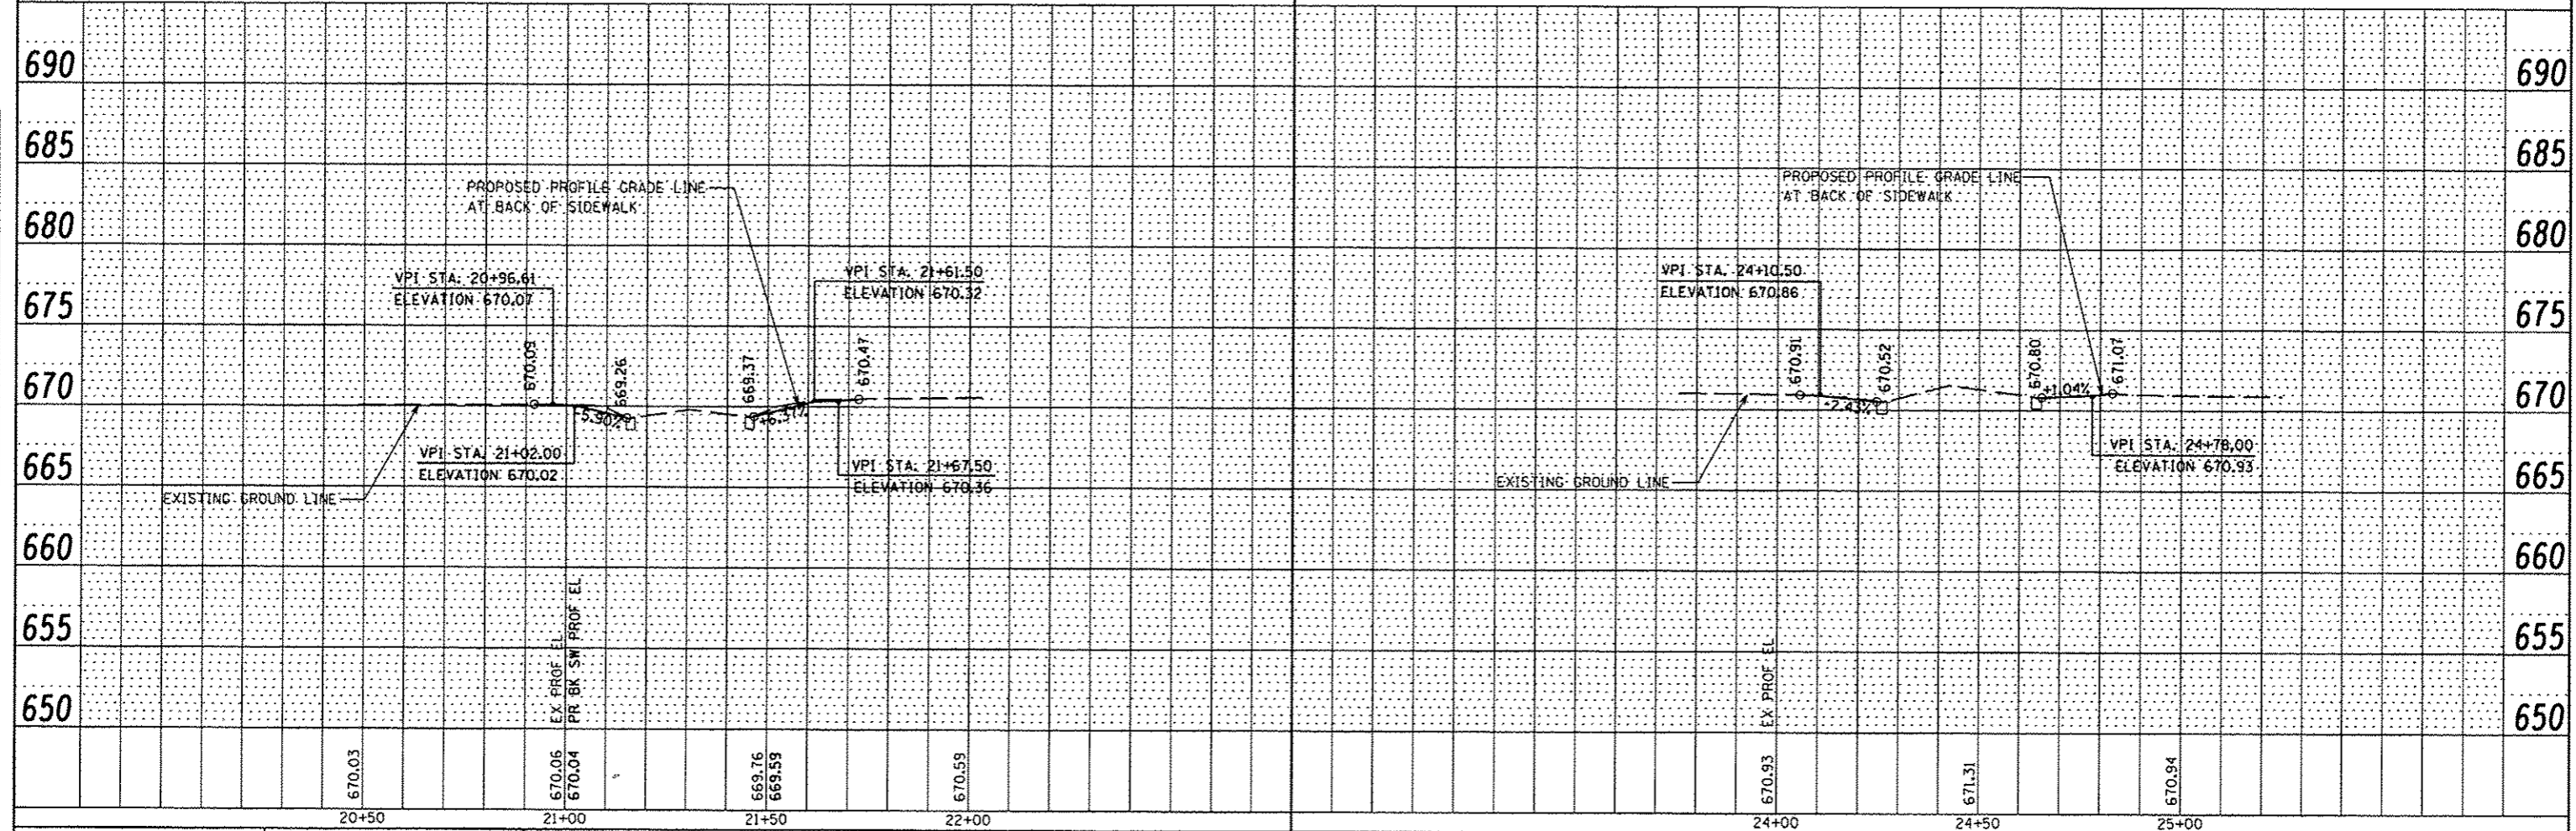 690
685
680
675
670
665
660
655
650
PROPOSED PROFILE GRADE LINE
AT BACK OF SIDEWALK
VPI STA. 20+96.61
ELEVATION 670.07
VPI STA. 21+61.50
ELEVATION 670.32
670.09
669.26
669.37
670.47
-5.90%
VPI STA. 21+02.00
ELEVATION 670.02
VPI STA. 21+67.50
ELEVATION 670.36
EXISTING GROUND LINE
EX PROF EL
PR BK SW PROF EL
670.03
670.06
670.04
669.76
669.59
670.59
20+50
21+00
21+50
22+00
PROPOSED PROFILE GRADE LINE
AT BACK OF SIDEWALK
VPI STA. 24+10.50
ELEVATION 670.86
670.91
670.52
670.80
671.07
-2.43%
+1.04%
VPI STA. 24+78.00
ELEVATION 670.93
EXISTING GROUND LINE
EX PROF EL
670.93
671.31
670.94
24+00
24+50
25+00
690
685
680
675
670
665
660
655
650